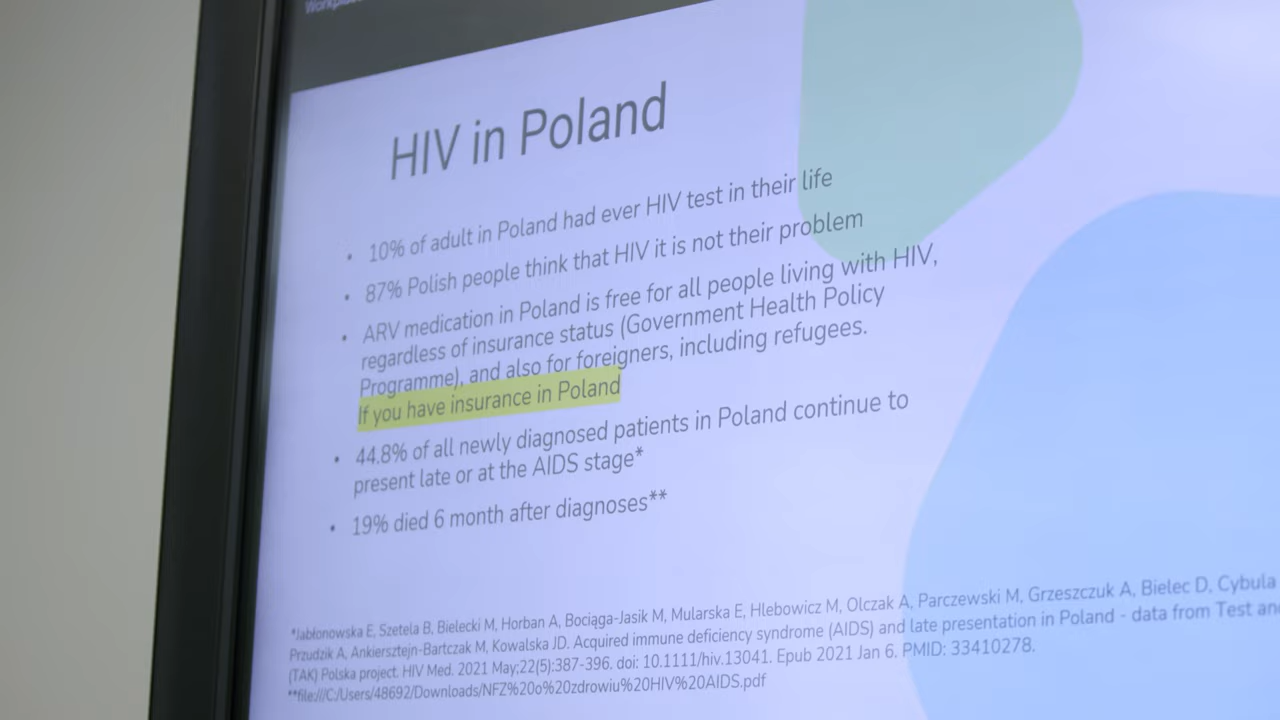 HIV in Poland
• 10% of adult in Poland had ever HIV test in their life
• 87% Polish people think that HIV it is not their problem
• ARV medication in Poland is free for all people living with HIV,
regardless of insurance status (Government Health Policy
Programme), and also for foreigners, including refugees.
If you have insurance in Poland
• 44.8% of all newly diagnosed patients in Poland continue to
present late or at the AIDS stage*
• 19% died 6 month after diagnoses**
*Jabłonowska E, Szetela B, Bielecki M, Horban A, Bociąga-Jasik M, Mularska E, Hlebowicz M, Olczak A, Parczewski M, Grzeszczuk A, Bielec D, Cybula
Przudzik A, Ankiersztejn-Bartczak M, Kowalska JD. Acquired immune deficiency syndrome (AIDS) and late presentation in Poland - data from Test and
(TAK) Polska project. HIV Med. 2021 May;22(5):387-396. doi: 10.1111/hiv.13041. Epub 2021 Jan 6. PMID: 33410278.
**file:///C:/Users/48692/Downloads/NFZ%20o%20zdrowiu%20HIV%20AIDS.pdf